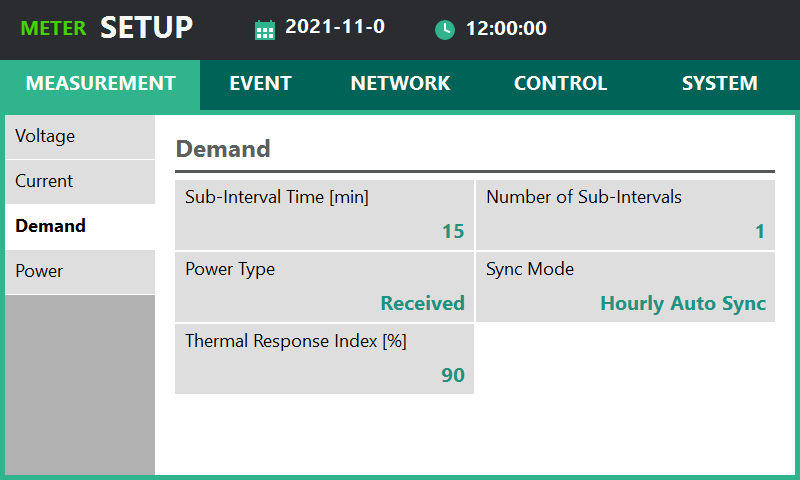 METER SETUP 2021-11-0 12:00:00
MEASUREMENT EVENT NETWORK CONTROL SYSTEM
Voltage
Current
Demand
Power
Demand
Sub-Interval Time [min]
15
Number of Sub-Intervals
1
Power Type
Received
Sync Mode
Hourly Auto Sync
Thermal Response Index [%]
90